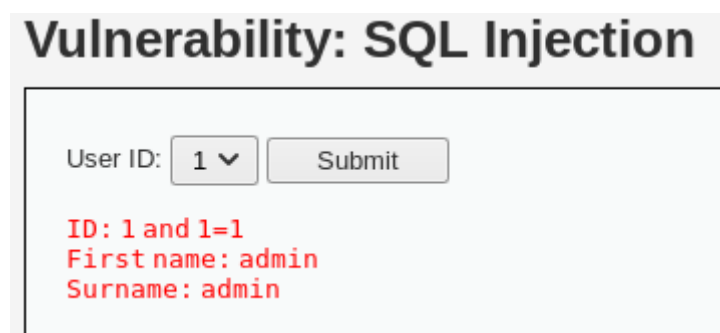 Vulnerability: SQL Injection
User ID: 1 Submit
ID: 1 and 1=1
First name: admin
Surname: admin